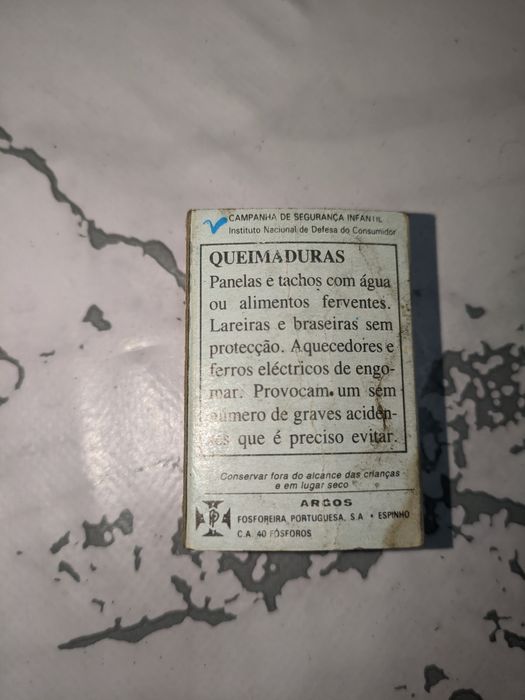 CAMPANHA DE SEGURANÇA INFANTIL
Instituto Nacional de Defesa do Consumidor
QUEIMADURAS
Panelas e tachos com água
ou alimentos ferventes.
Lareiras e braseiras sem
protecção. Aquecedores e
ferros eléctricos de engo-
mar. Provocam um sem
número de graves aciden-
tes que é preciso evitar.
Conservar fora do alcance das crianças
e em lugar seco
ARGOS
FOSFOREIRA PORTUGUESA, S.A • ESPINHO
C.A. 40 FÓSFOROS